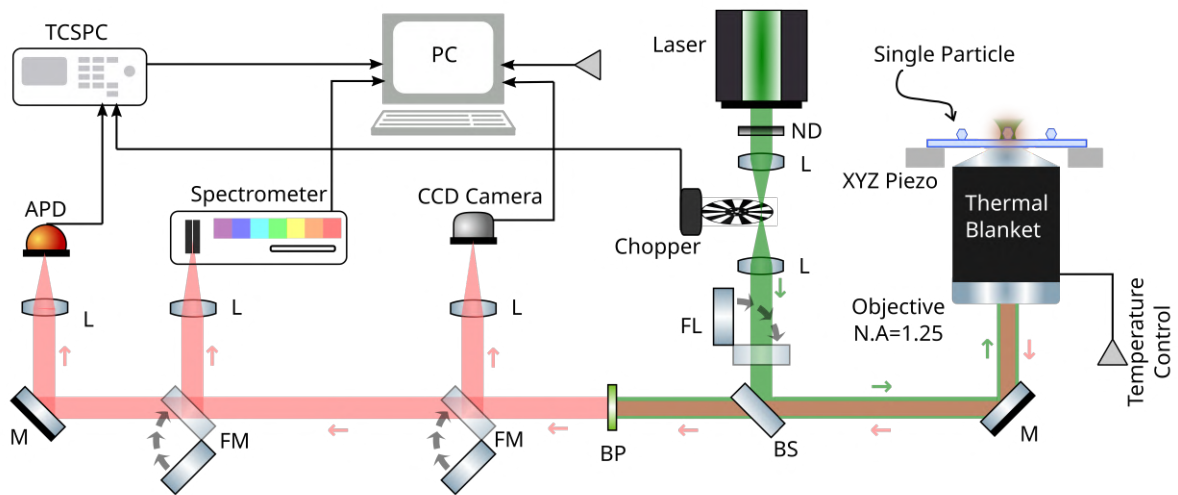 TCSPC
PC
Laser
Single Particle
ND
L
XYZ Piezo
Thermal
Blanket
APD
Spectrometer
CCD Camera
Chopper
L
L
L
L
FL
Objective
N.A=1.25
Temperature
Control
M
FM
FM
BP
BS
M